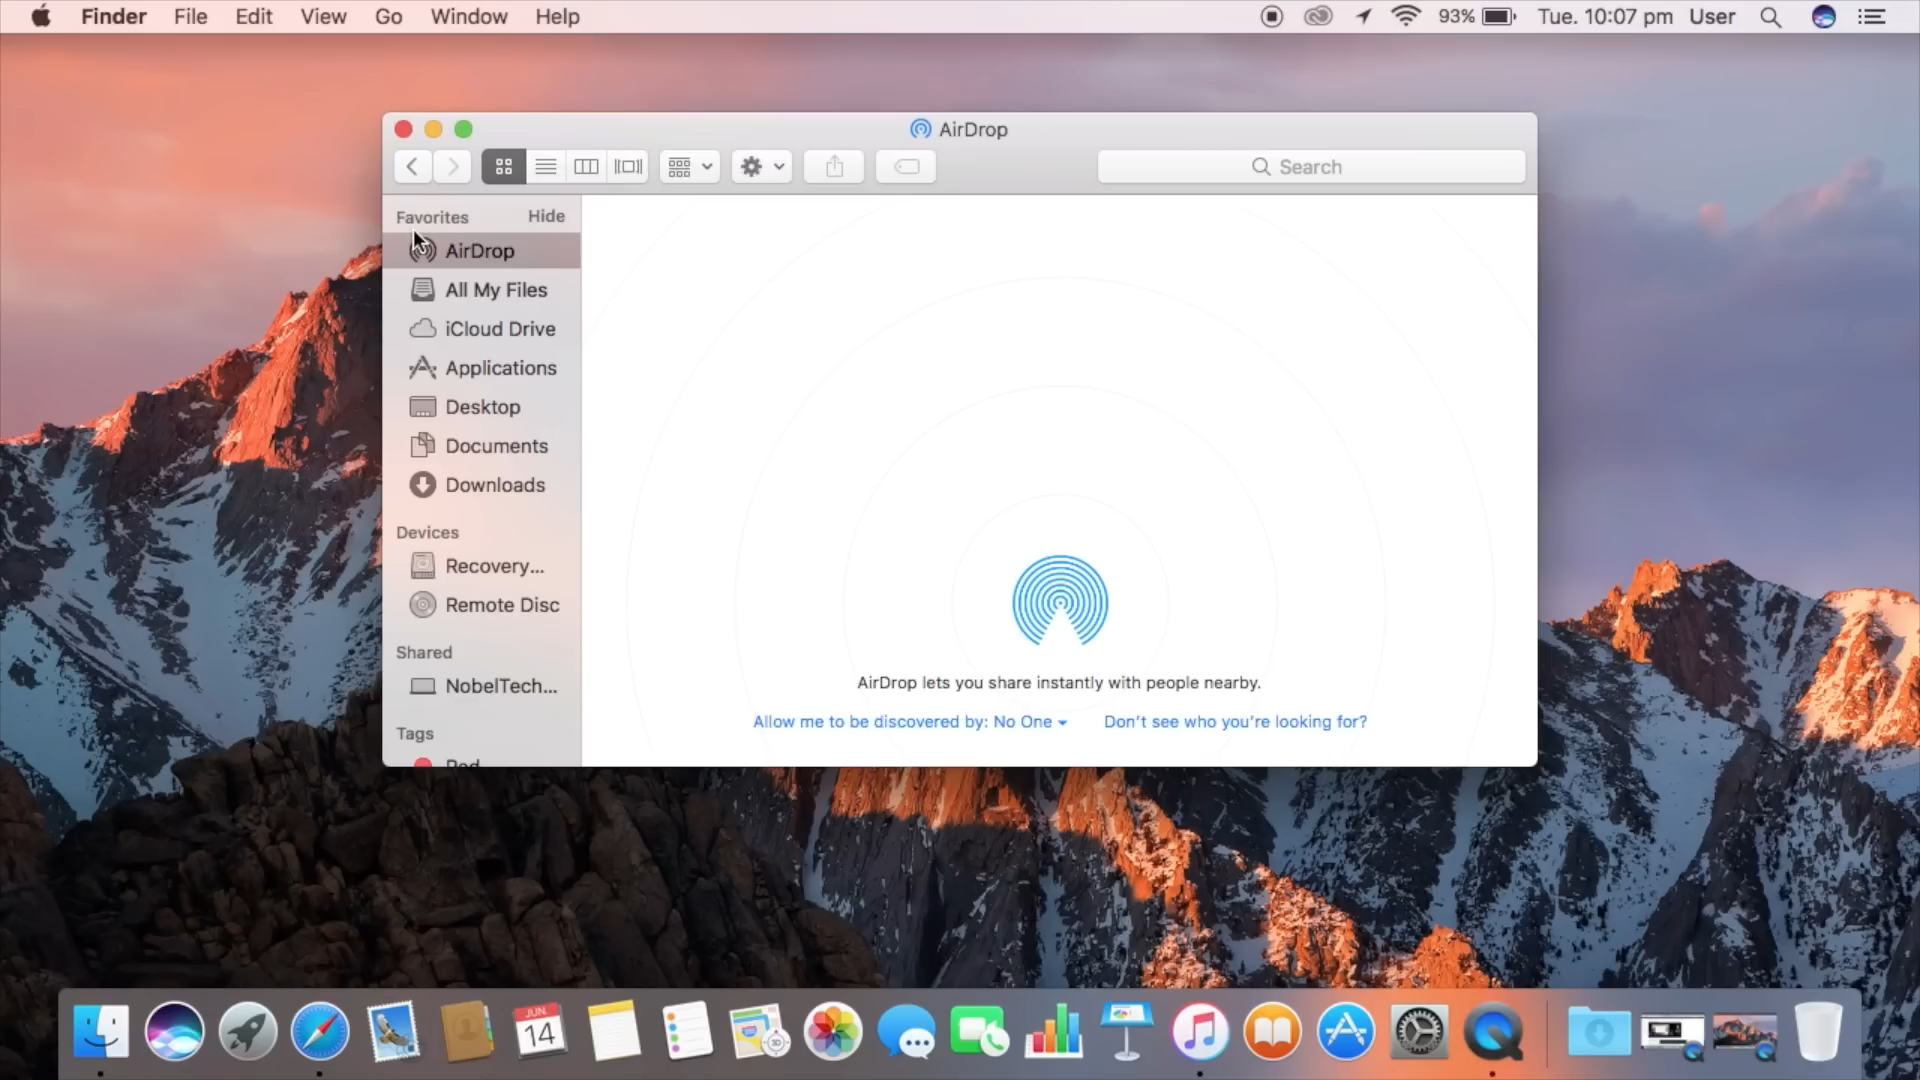 Finder File Edit View Go Window Help 93% Tue. 10:07 pm User
AirDrop
Search
Favorites Hide
AirDrop
All My Files
iCloud Drive
Applications
Desktop
Documents
Downloads
Devices
Recovery...
Remote Disc
Shared
NobelTech...
Tags
Red
AirDrop lets you share instantly with people nearby.
Allow me to be discovered by: No One Don't see who you're looking for?
JUN.
14
3D